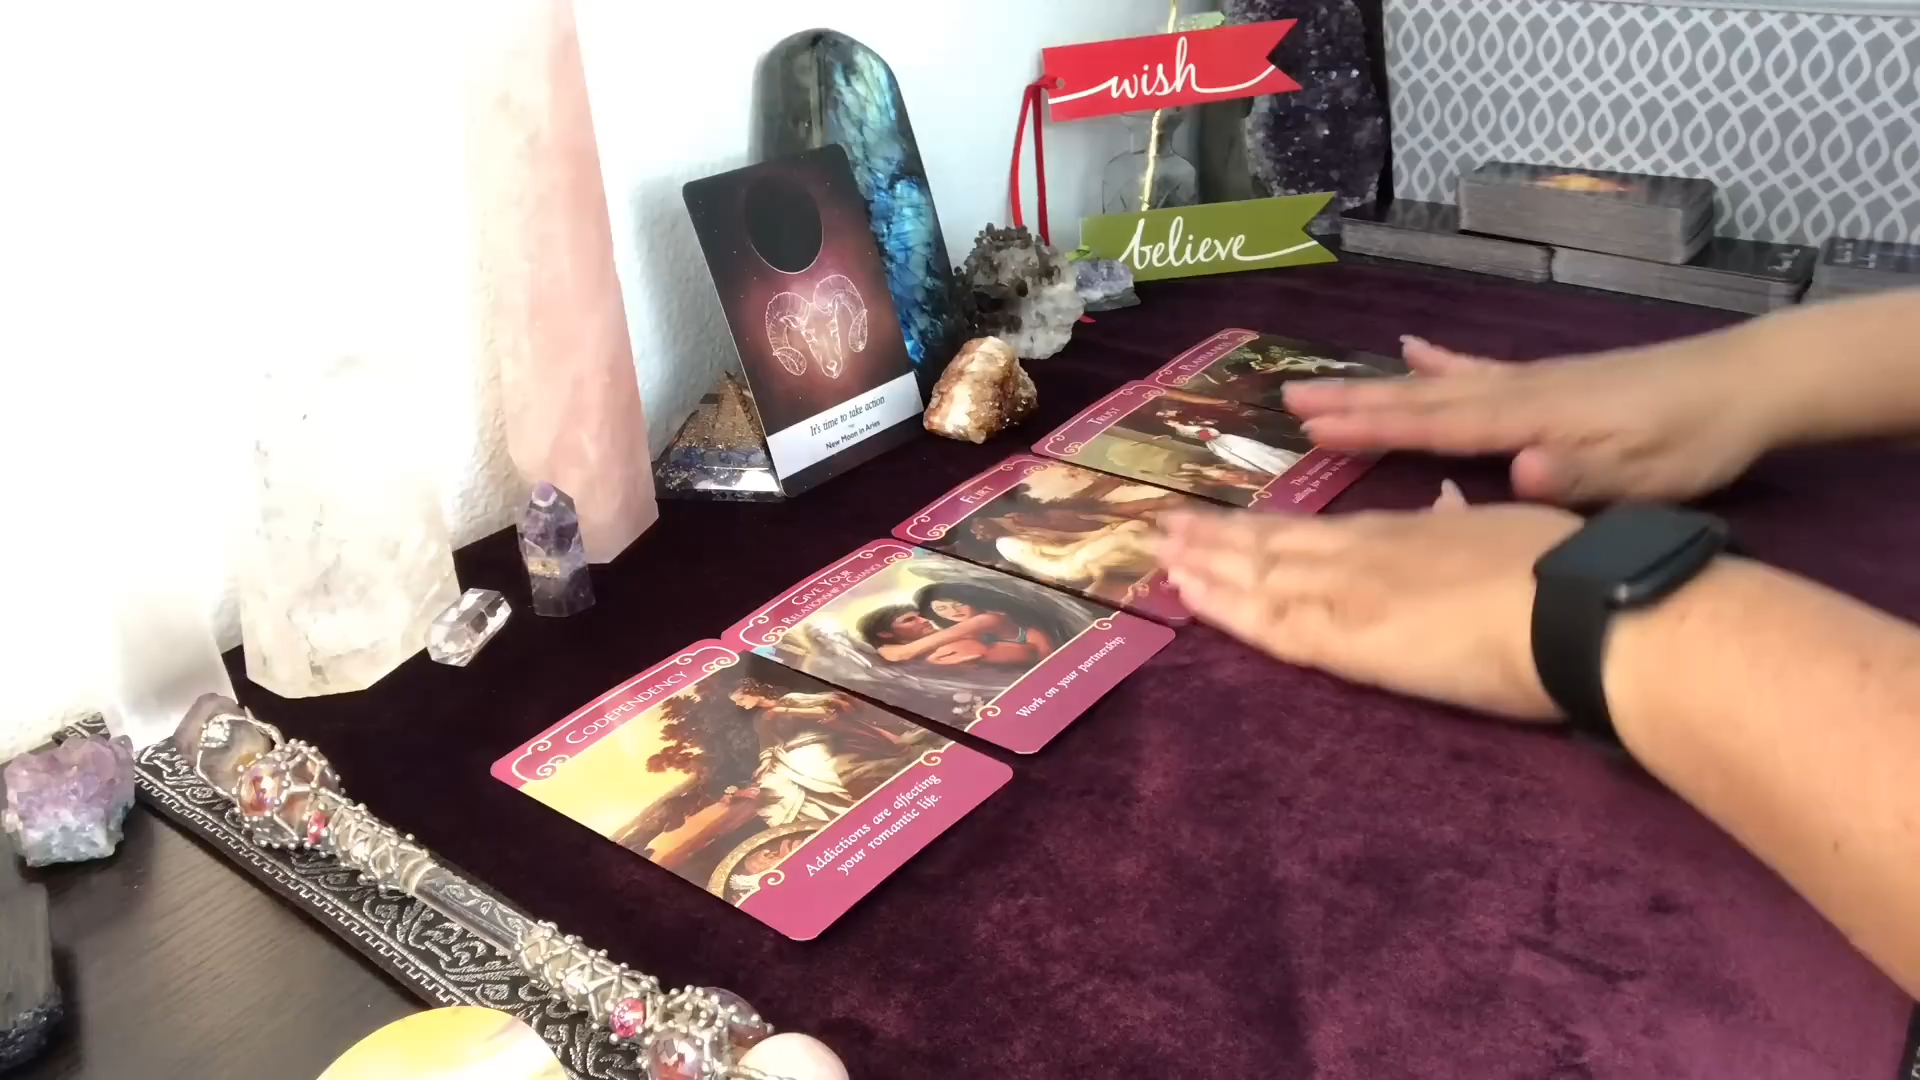 wish
believe
It's time to take action
New Moon in Aries
PLAYFULNESS
TRUST
FLIRT
GIVE YOUR
RELATIONSHIP A CHANCE
Work on your partnership.
CODEPENDENCY
Addictions are affecting
your romantic life.